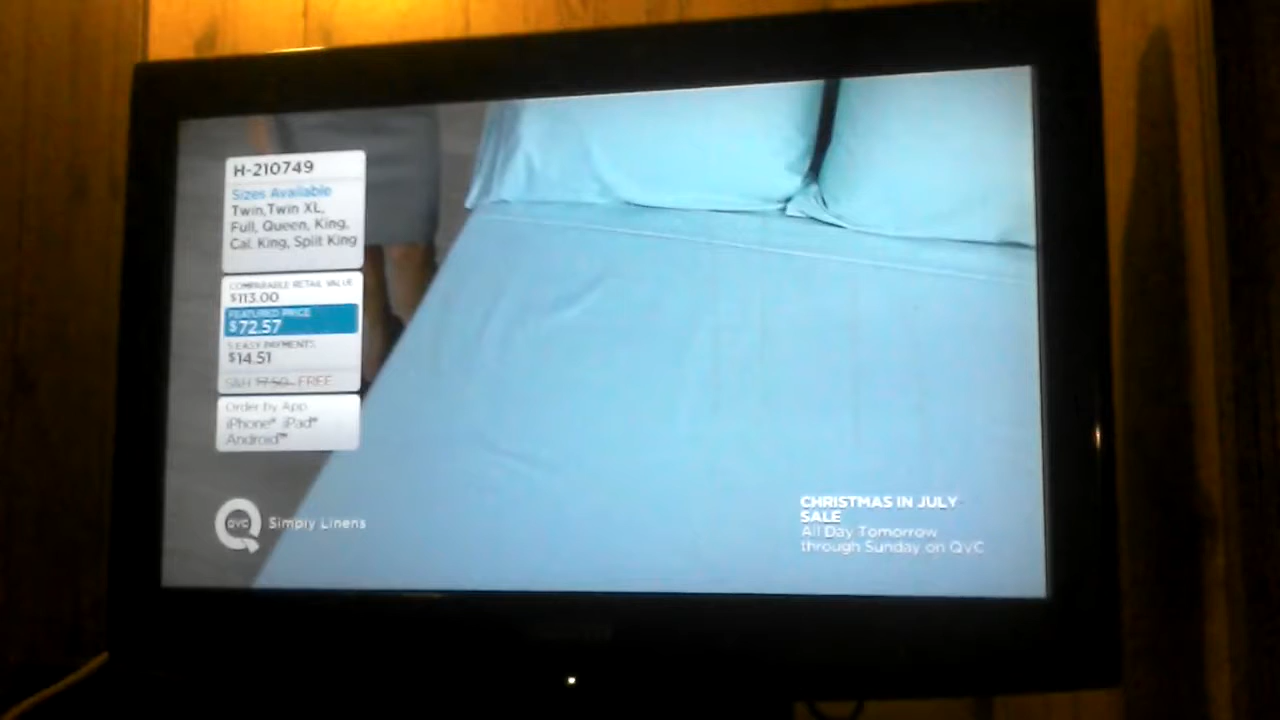 H-210749
Sizes Available
Twin, Twin XL,
Full, Queen, King,
Cal. King, Split King
COMPARABLE RETAIL VALUE
$113.00
FEATURED PRICE
$72.57
5 EASY PAYMENTS
$14.51
S&H 17.50 FREE
Order by App
iPhone® iPad®
Android™
QVC Simply Linens
CHRISTMAS IN JULY
SALE
All Day Tomorrow
through Sunday on QVC